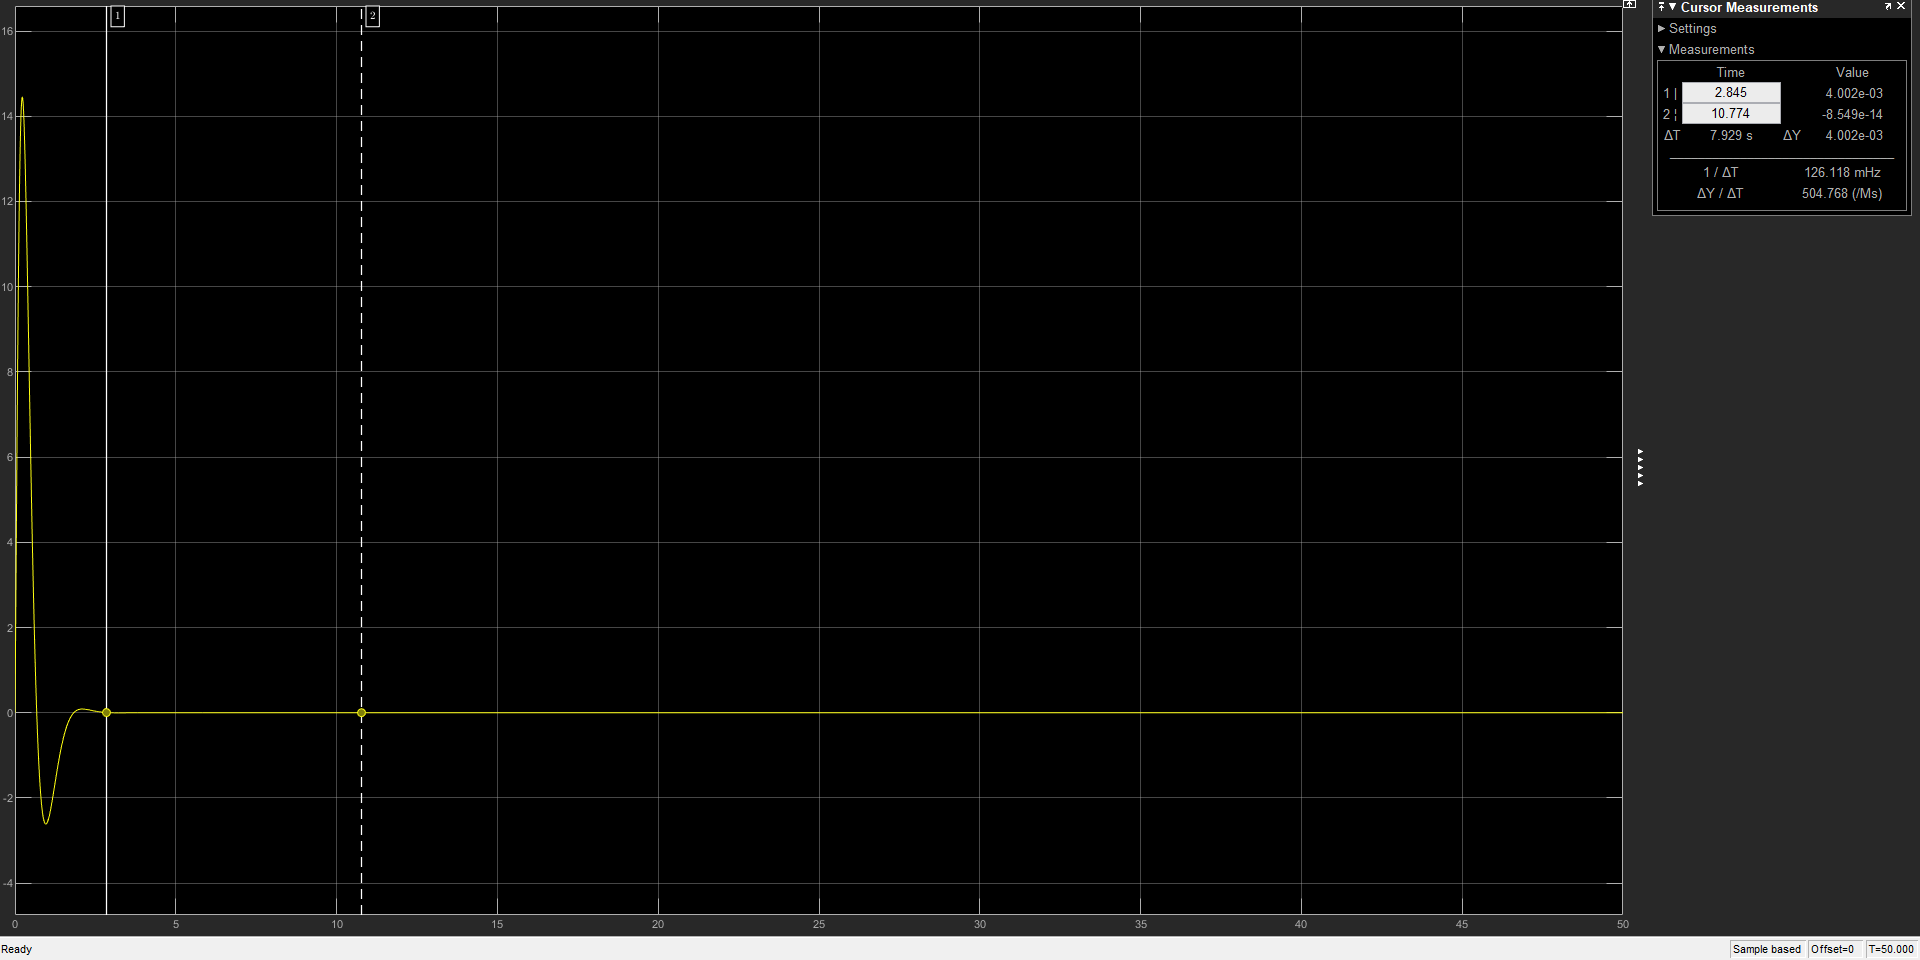 1
2
16
14
12
10
8
6
4
2
0
-2
-4
0 5 10 15 20 25 30 35 40 45 50
Cursor Measurements
Settings
Measurements
Time Value
1 | 2.845 4.002e-03
2 ¦ 10.774 -8.549e-14
ΔT 7.929 s ΔY 4.002e-03
1 / ΔT 126.118 mHz
ΔY / ΔT 504.768 (/Ms)
Ready Sample based Offset=0 T=50.000